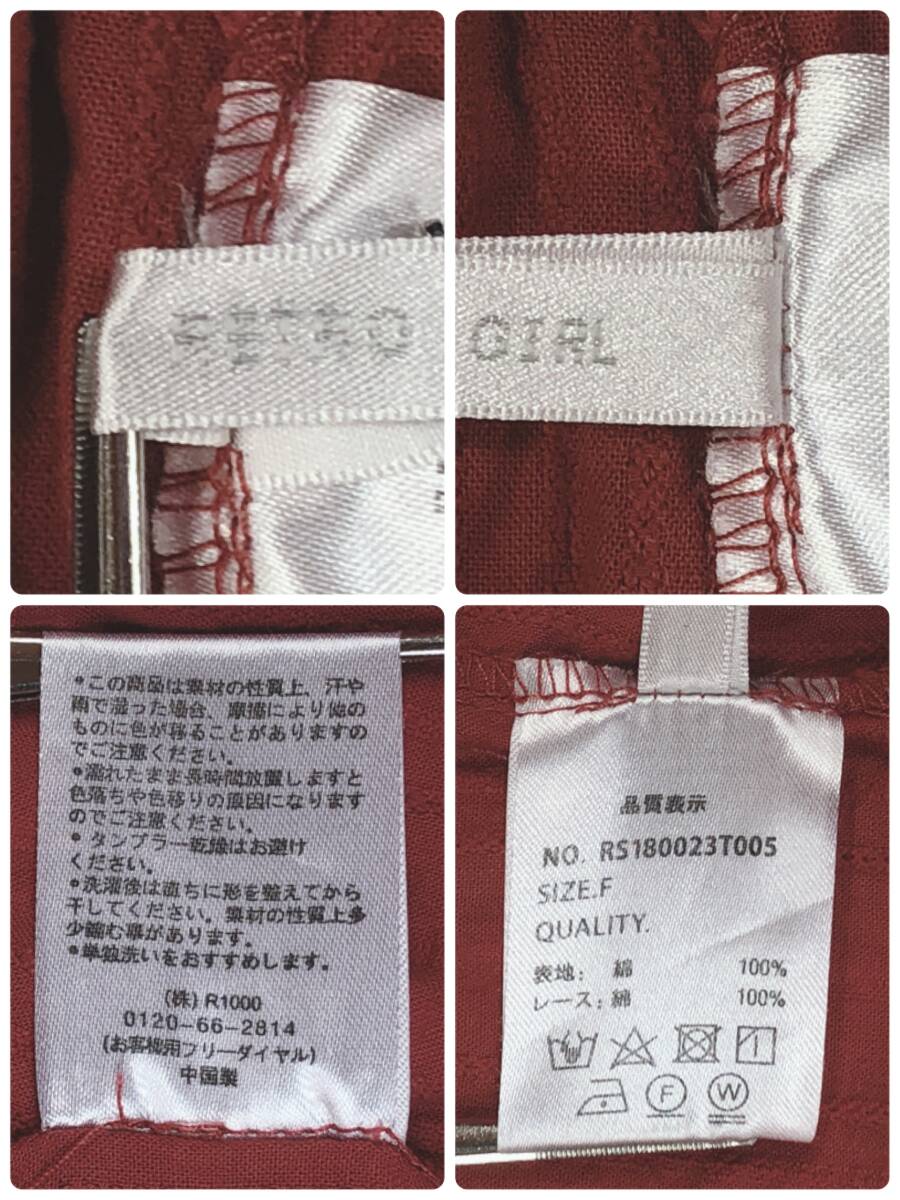 GIRL
•この商品は素材の性質上、汗や
雨で湿った場合、摩擦により他の
ものに色が移ることがありますの
でご注意ください。
•濡れたまま長時間放置しますと
色落ちや色移りの原因になります
のでご注意ください。
•タンブラー乾燥はお避け
ください。
•洗濯後は直ちに形を整えてから
干してください。素材の性質上多
少縮む事があります。
•単独洗いをおすすめします。
(株) R1000
0120-66-2814
(お客様用フリーダイヤル)
中国製
品質表示
NO. RS180023T005
SIZE.F
QUALITY.
表地: 綿 100%
レース: 綿 100%
F W